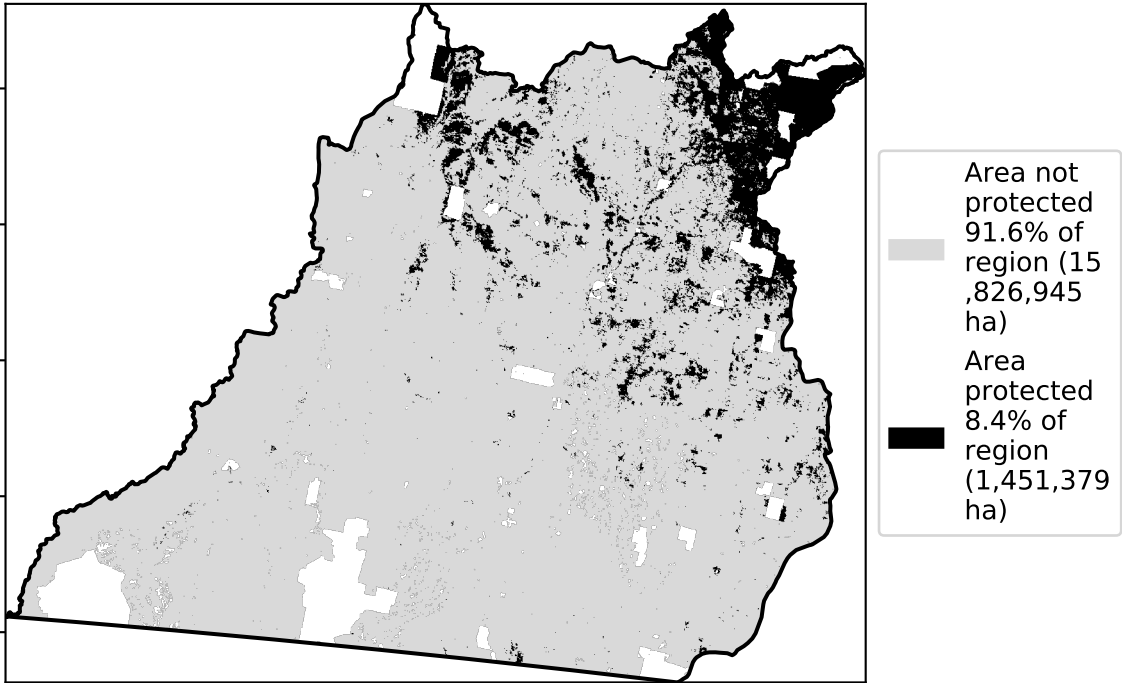 Area not
protected
91.6% of
region (15
,826,945
ha)
Area
protected
8.4% of
region
(1,451,379
ha)